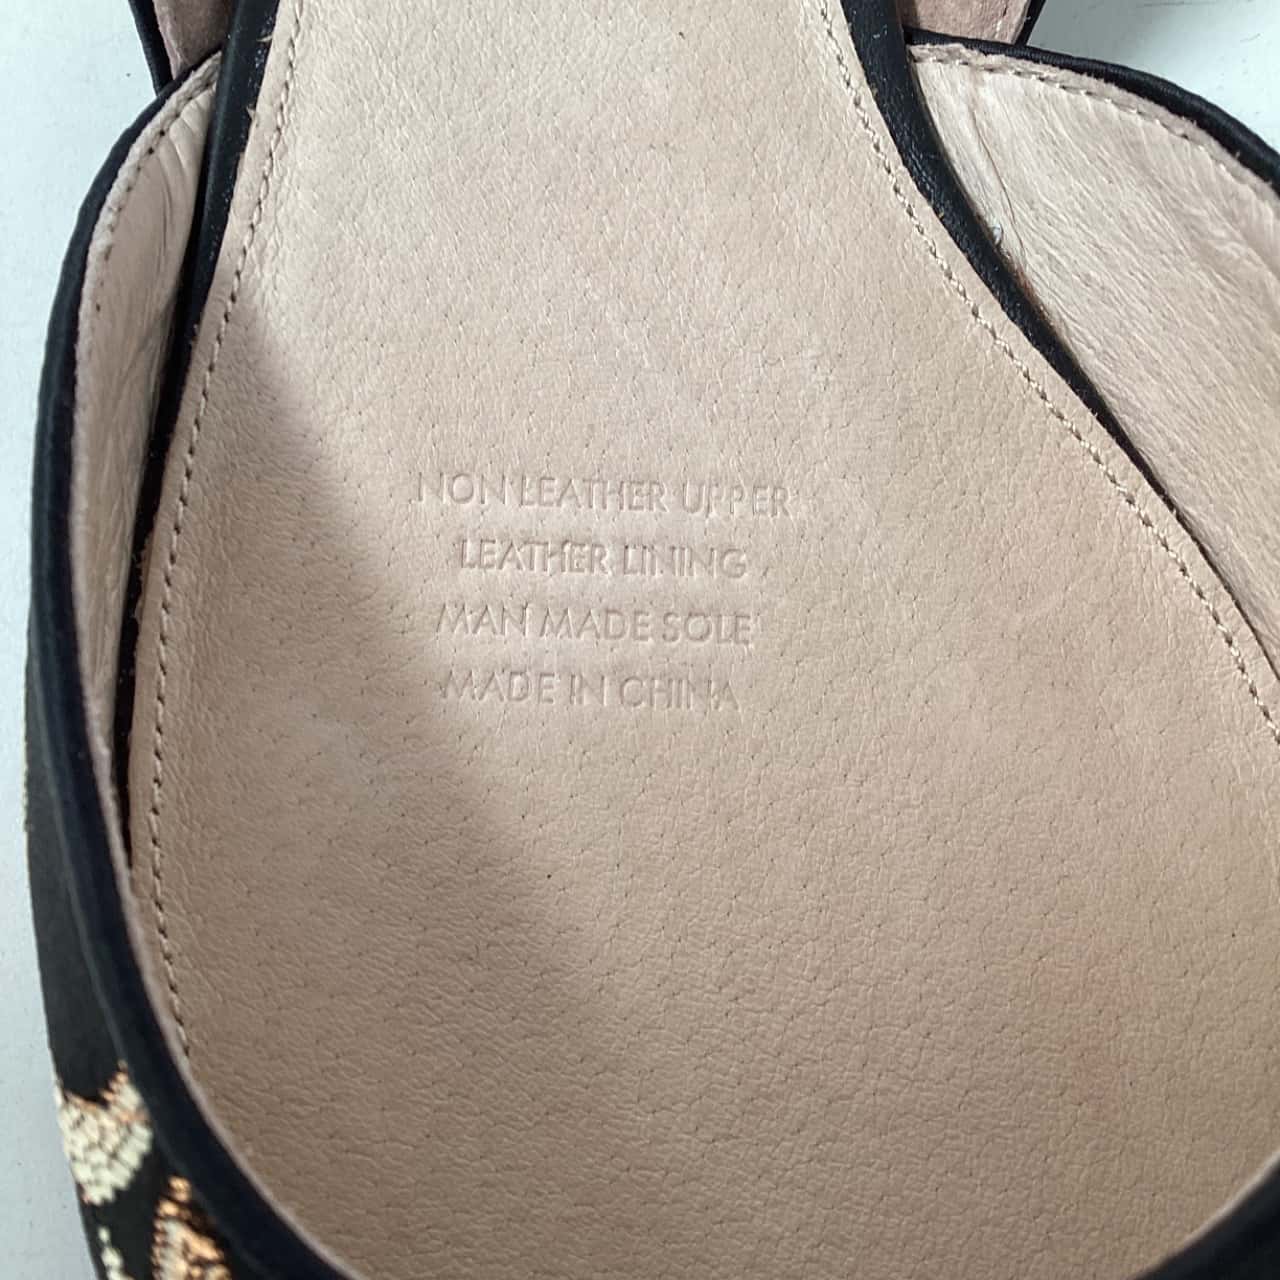 NON LEATHER UPPER
LEATHER LINING
MAN MADE SOLE
MADE IN CHINA